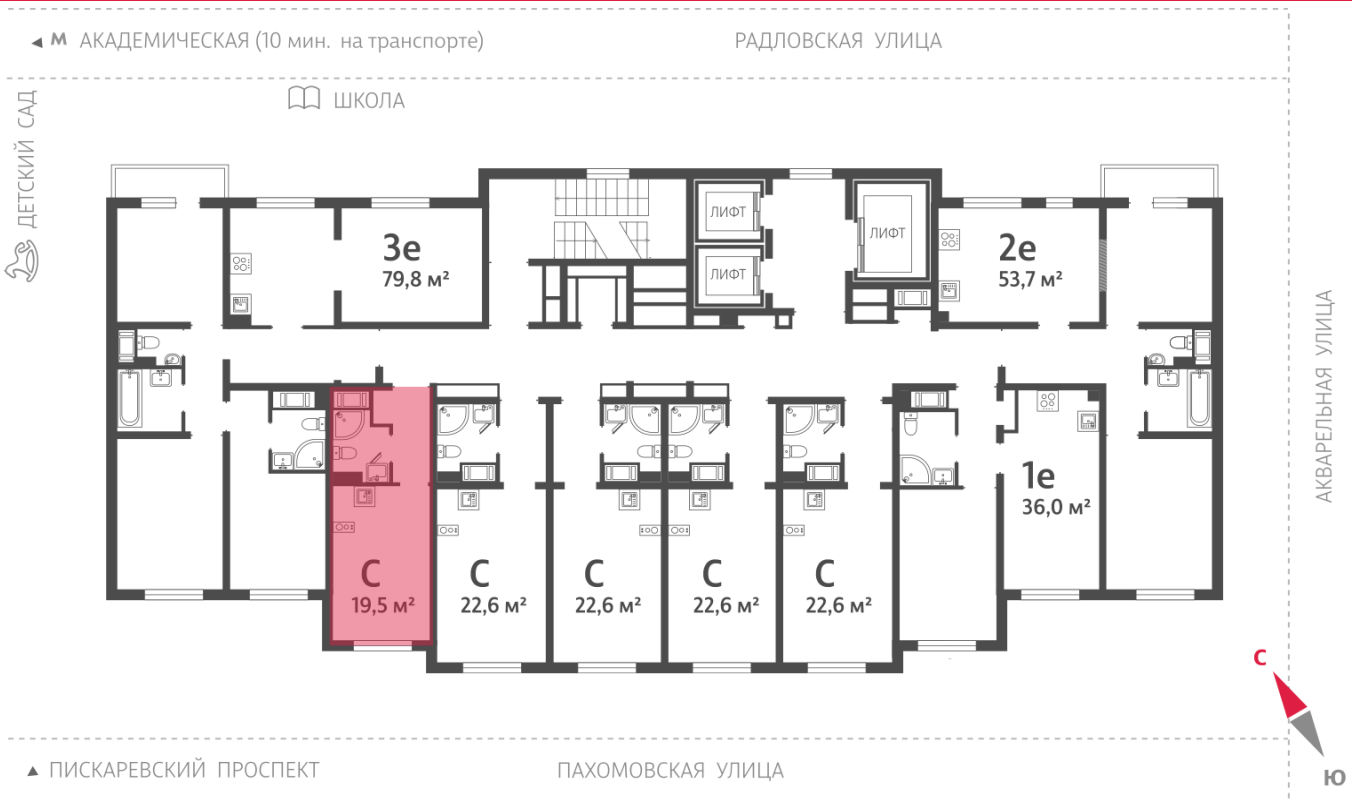 М АКАДЕМИЧЕСКАЯ (10 мин. на транспорте)
РАДЛОВСКАЯ УЛИЦА
ШКОЛА
ДЕТСКИЙ САД
ЛИФТ
ЛИФТ
ЛИФТ
3е
79,8 м²
2е
53,7 м²
1е
36,0 м²
С
19,5 м²
С
22,6 м²
С
22,6 м²
С
22,6 м²
С
22,6 м²
АКВАРЕЛЬНАЯ УЛИЦА
С
Ю
ПИСКАРЕВСКИЙ ПРОСПЕКТ
ПАХОМОВСКАЯ УЛИЦА